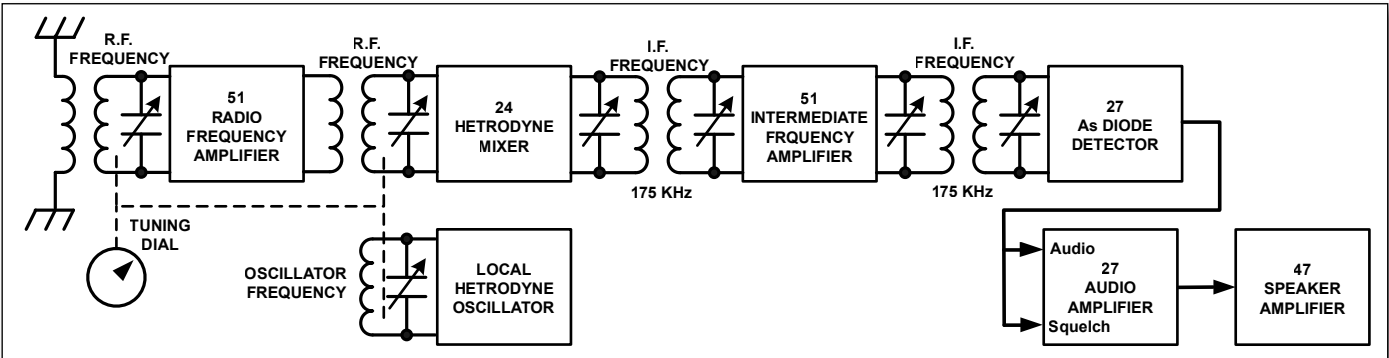 R.F.
FREQUENCY
51
RADIO
FREQUENCY
AMPLIFIER
R.F.
FREQUENCY
24
HETRODYNE
MIXER
I.F.
FREQUENCY
175 KHz
51
INTERMEDIATE
FRQUENCY
AMPLIFIER
I.F.
FREQUENCY
175 KHz
27
As DIODE
DETECTOR
TUNING
DIAL
OSCILLATOR
FREQUENCY
LOCAL
HETRODYNE
OSCILLATOR
Audio
27
AUDIO
AMPLIFIER
Squelch
47
SPEAKER
AMPLIFIER